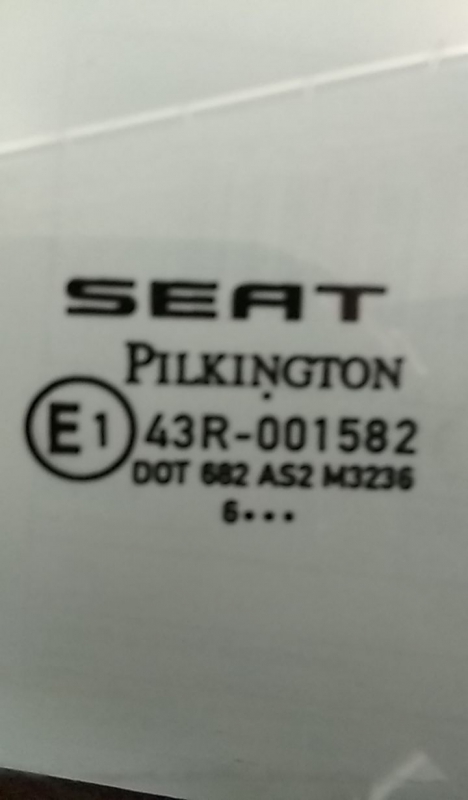 SEAT
PILKINGTON
E1 43R-001582
DOT 682 AS2 M3236
6•••